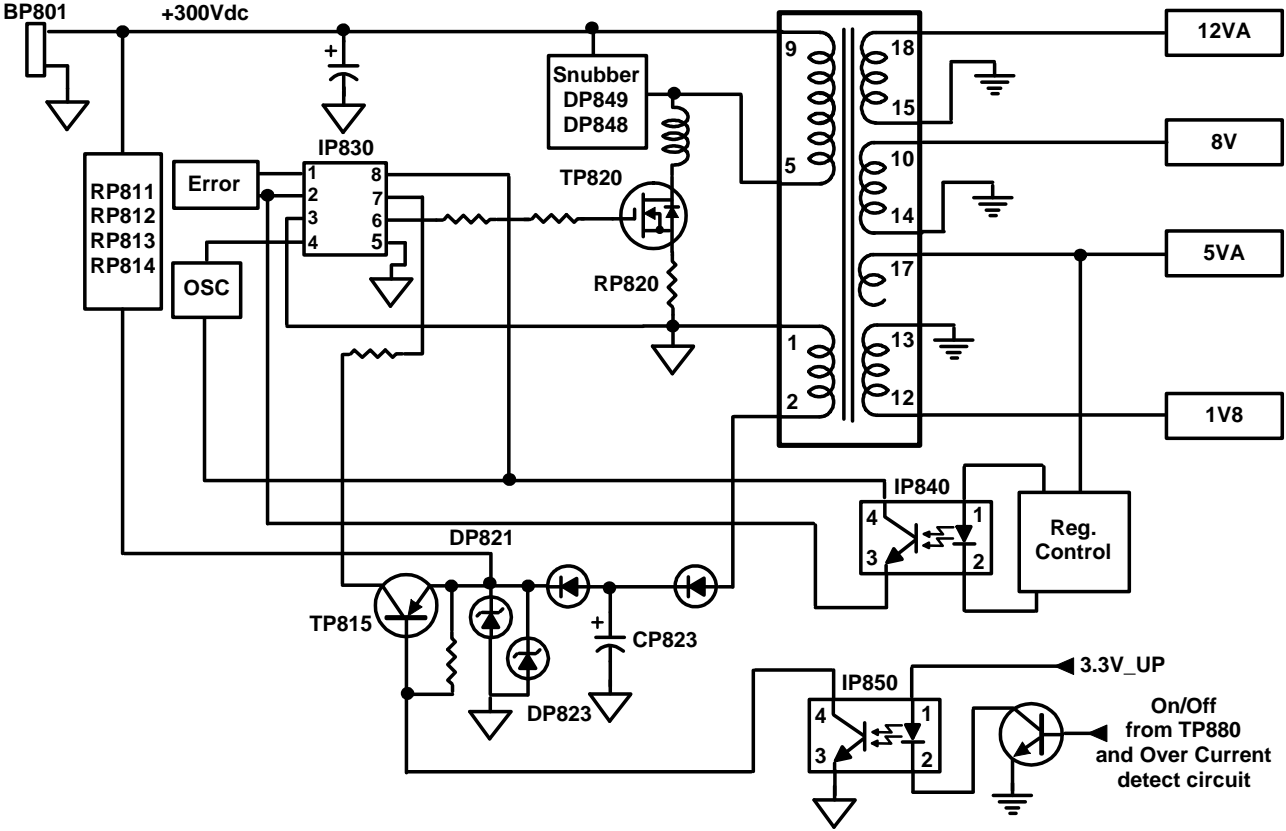 BP801
+300Vdc
9
18
12VA
Snubber
DP849
DP848
15
IP830
8V
10
RP811
RP812
RP813
RP814
Error
1
2
3
4
8
7
6
5
TP820
5
14
17
5VA
OSC
RP820
1
13
2
12
1V8
IP840
4
3
1
2
Reg.
Control
DP821
TP815
+
+
CP823
DP823
IP850
4
3
1
2
3.3V_UP
On/Off
from TP880
and Over Current
detect circuit